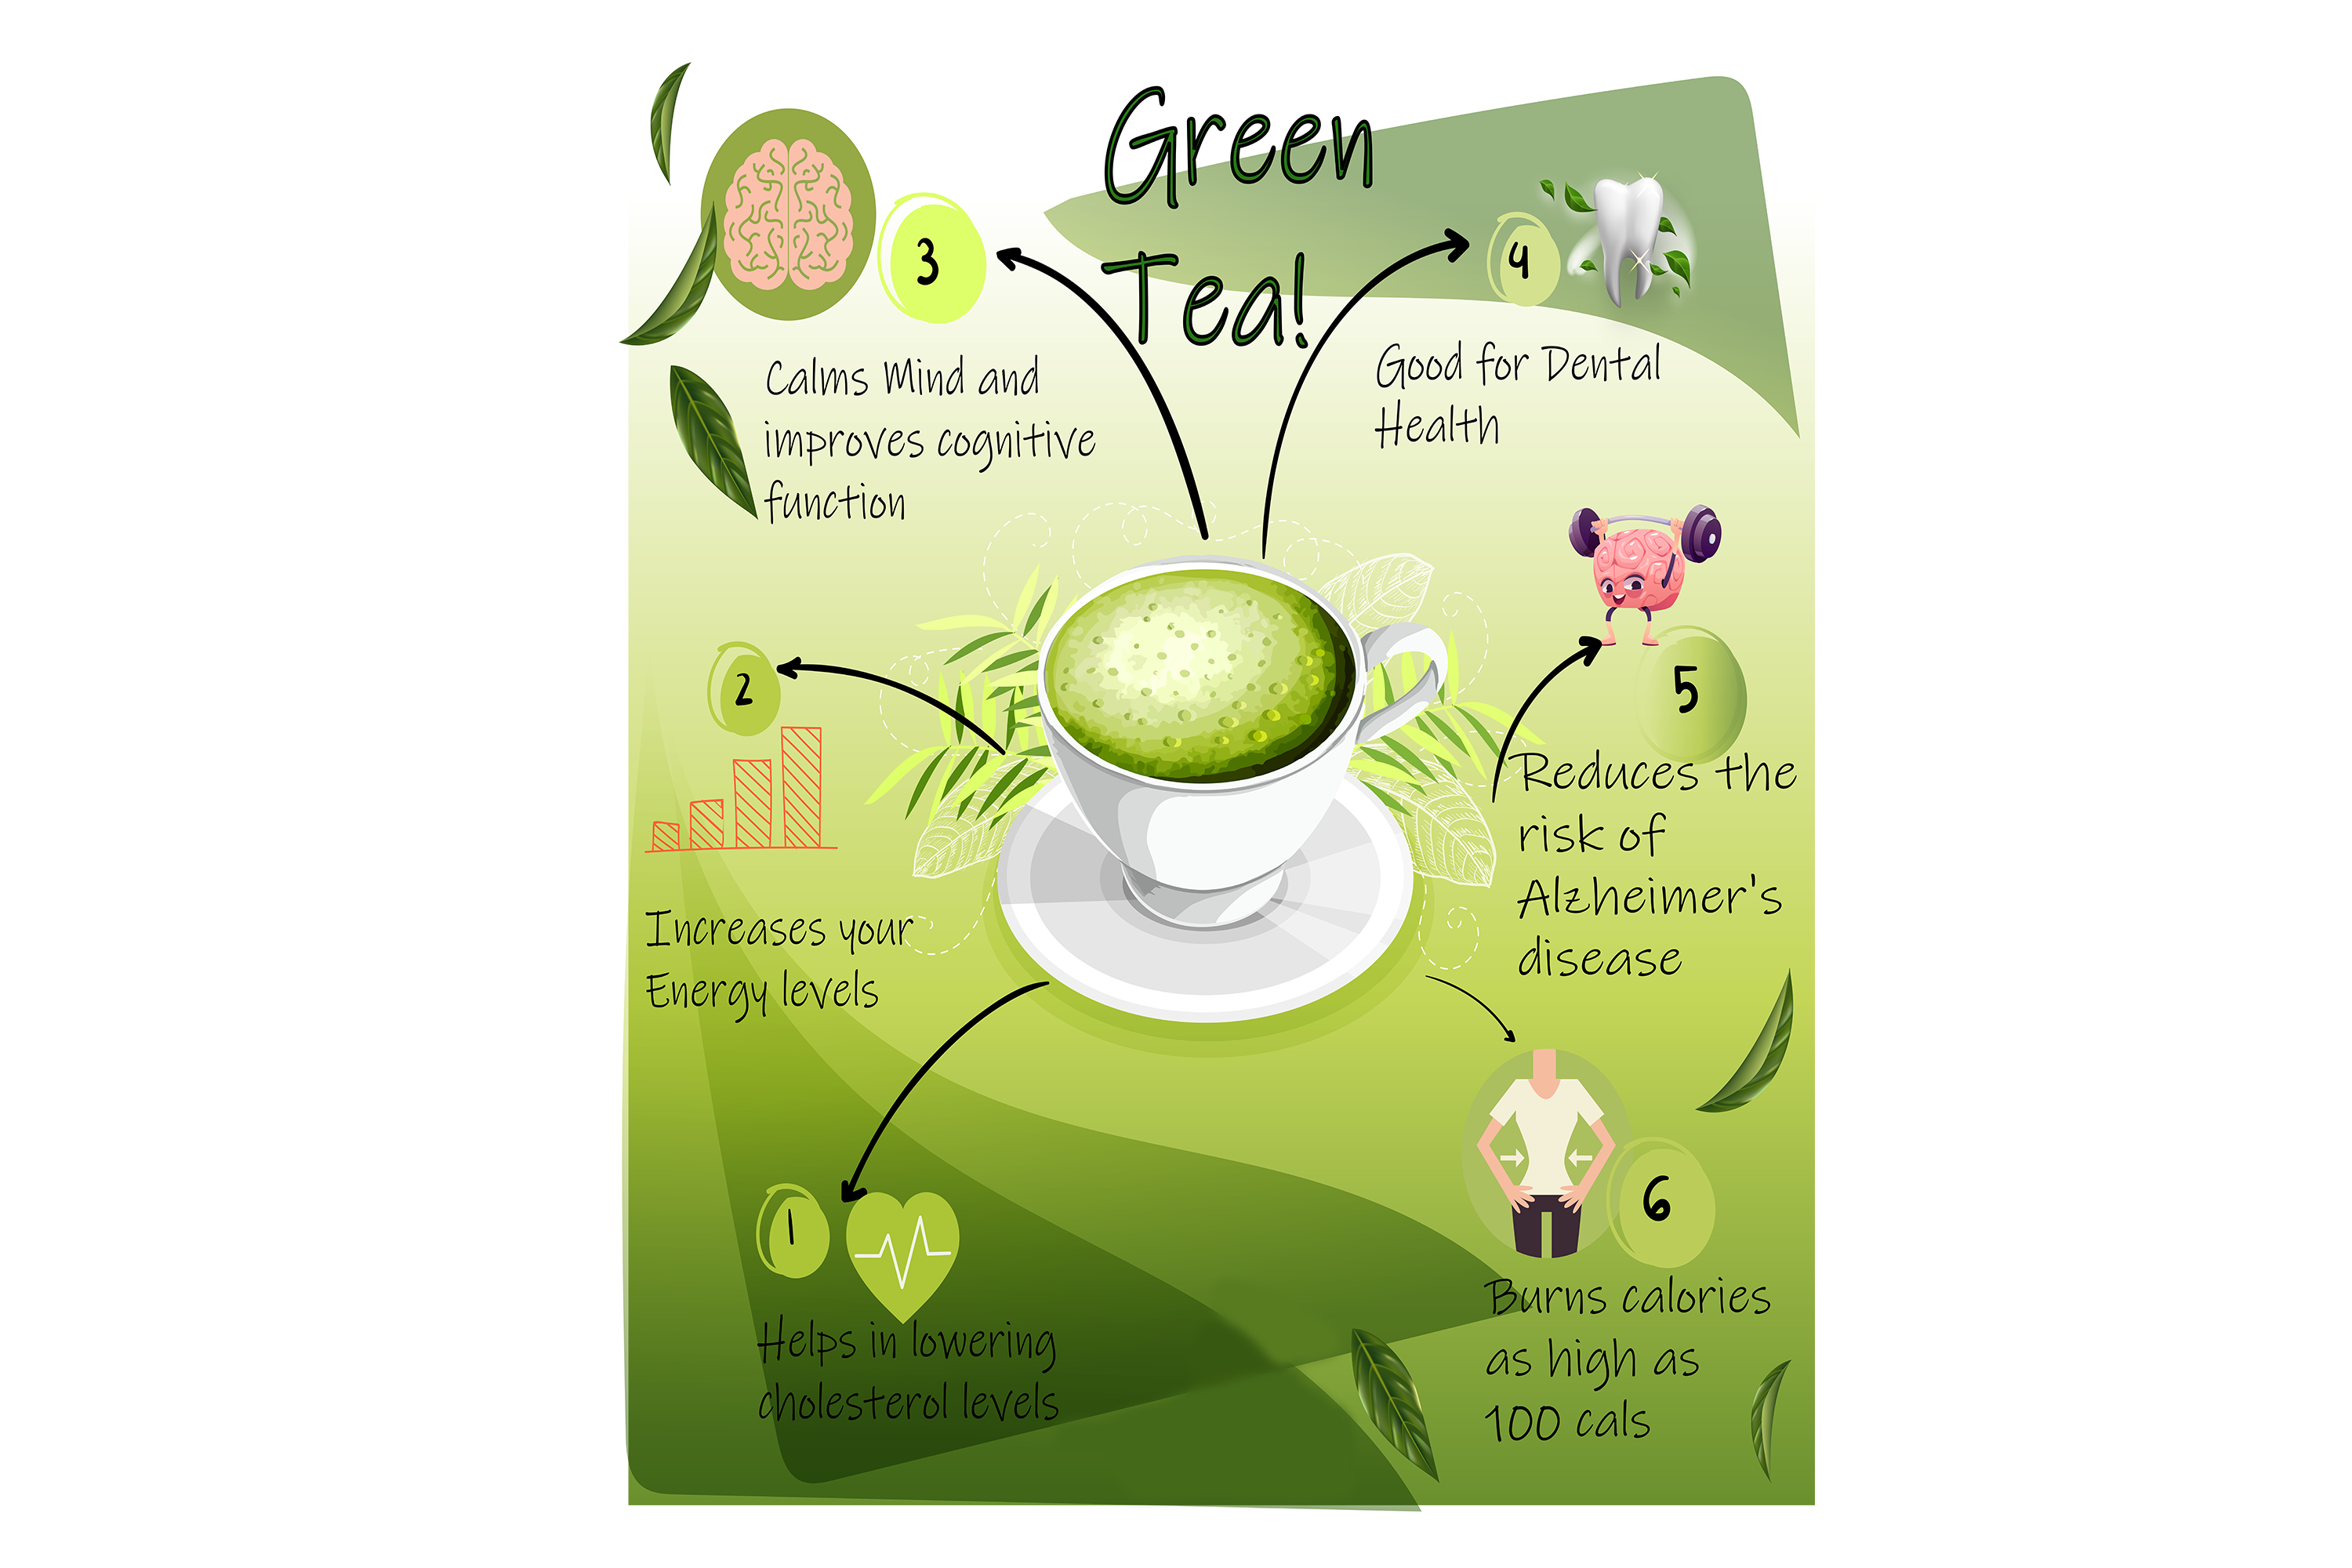 Green
Tea!
3
Calms Mind and
improves cognitive
function
4
Good for Dental
Health
2
Increases your
Energy levels
5
Reduces the
risk of
Alzheimer's
disease
1
Helps in lowering
cholesterol levels
6
Burns calories
as high as
100 cals